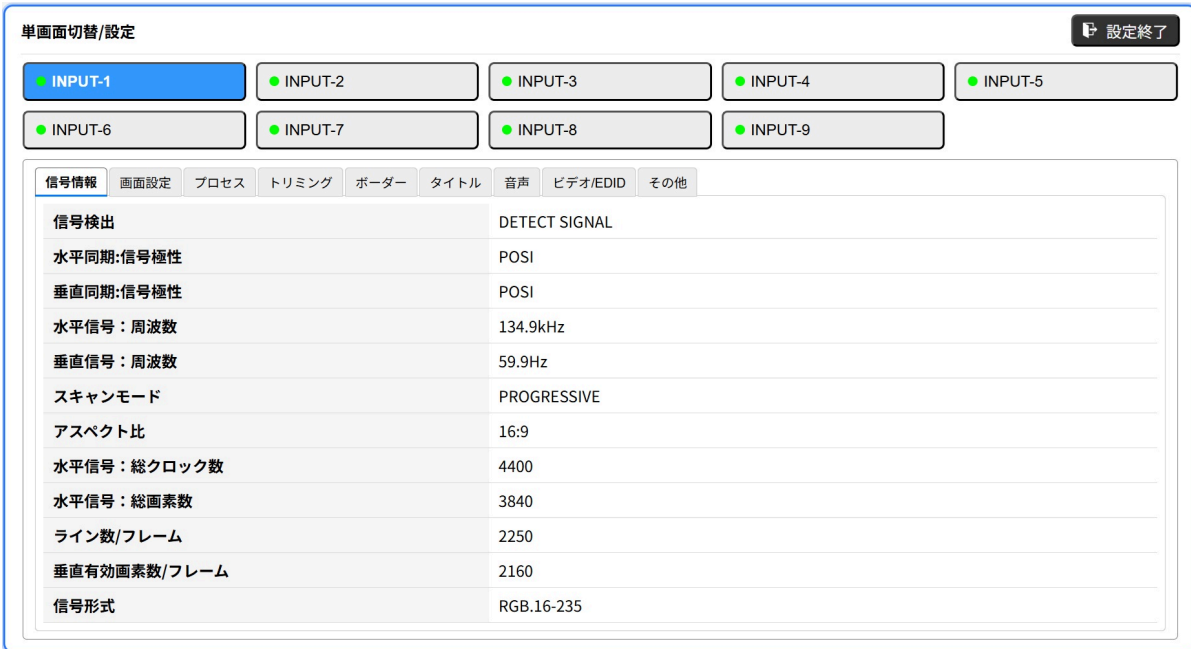 単画面切替/設定
設定終了
INPUT-1 INPUT-2 INPUT-3 INPUT-4 INPUT-5
INPUT-6 INPUT-7 INPUT-8 INPUT-9
信号情報 画面設定 プロセス トリミング ボーダー タイトル 音声 ビデオ/EDID その他
信号検出 DETECT SIGNAL
水平同期:信号極性 POSI
垂直同期:信号極性 POSI
水平信号：周波数 134.9kHz
垂直信号：周波数 59.9Hz
スキャンモード PROGRESSIVE
アスペクト比 16:9
水平信号：総クロック数 4400
水平信号：総画素数 3840
ライン数/フレーム 2250
垂直有効画素数/フレーム 2160
信号形式 RGB.16-235